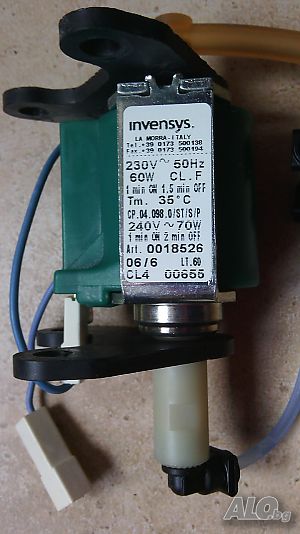 invensys.
LA MORRA-ITALY
Tel.+39 0173 500138
Fax.+39 0173 500194
230V~ 50Hz
60W CL.F
1 min ON 1.5 min OFF
Tm. 35°C
CP.04.098.0/ST/S/P
240V~ 70W
1 min ON 2 min OFF
Art. 0018526
06/6 LT.60
CL4 00655
ALO.bg